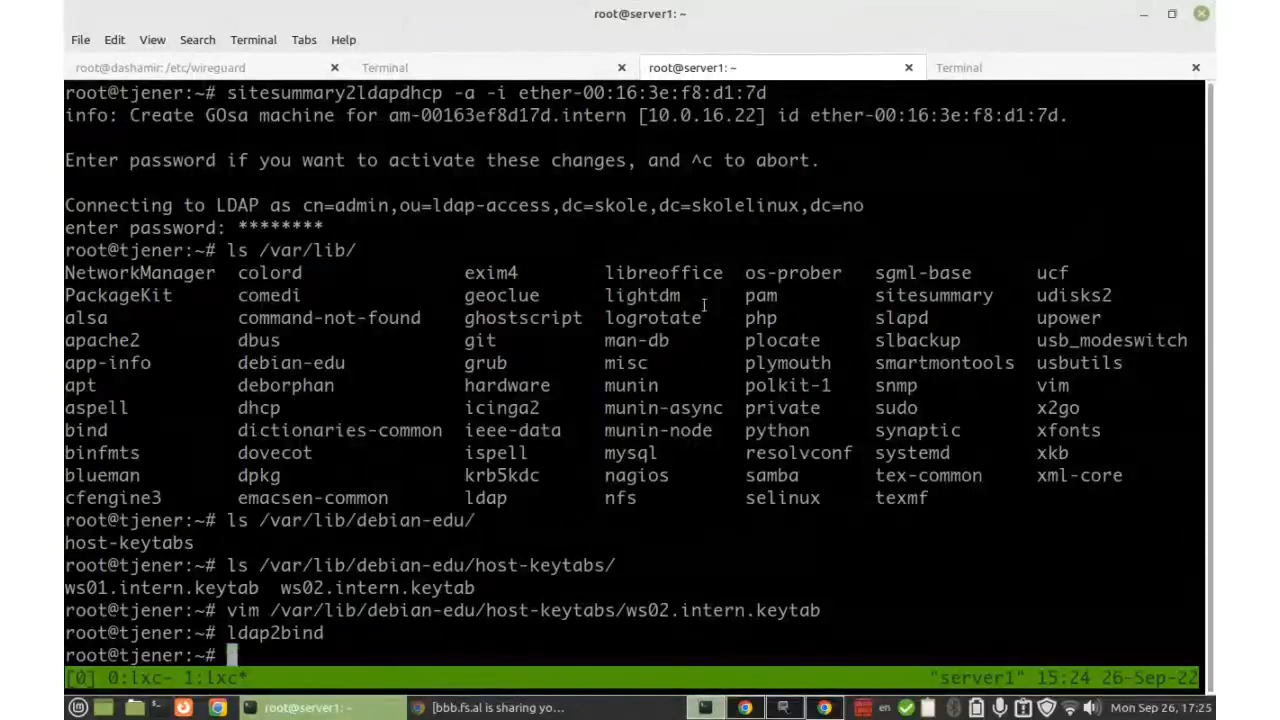 root@server1: ~
File Edit View Search Terminal Tabs Help
root@dashamir: /etc/wireguard × Terminal × root@server1: ~ × Terminal ×
root@tjener:~# sitesummary2ldapdhcp -a -i ether-00:16:3e:f8:d1:7d
info: Create GOsa machine for am-00163ef8d17d.intern [10.0.16.22] id ether-00:16:3e:f8:d1:7d.
Enter password if you want to activate these changes, and ^c to abort.
Connecting to LDAP as cn=admin,ou=ldap-access,dc=skole,dc=skolelinux,dc=no
enter password: ********
root@tjener:~# ls /var/lib/
NetworkManager colord exim4 libreoffice os-prober sgml-base ucf
PackageKit comedi geoclue lightdm pam sitesummary udisks2
alsa command-not-found ghostscript logrotate php slapd upower
apache2 dbus git man-db plocate slbackup usb_modeswitch
app-info debian-edu grub misc plymouth smartmontools usbutils
apt deborphan hardware munin polkit-1 snmp vim
aspell dhcp icinga2 munin-async private sudo x2go
bind dictionaries-common ieee-data munin-node python synaptic xfonts
binfmts dovecot ispell mysql resolvconf systemd xkb
blueman dpkg krb5kdc nagios samba tex-common xml-core
cfengine3 emacsen-common ldap nfs selinux texmf
root@tjener:~# ls /var/lib/debian-edu/
host-keytabs
root@tjener:~# ls /var/lib/debian-edu/host-keytabs/
ws01.intern.keytab ws02.intern.keytab
root@tjener:~# vim /var/lib/debian-edu/host-keytabs/ws02.intern.keytab
root@tjener:~# ldap2bind
root@tjener:~#
[0] 0:lxc- 1:lxc* "server1" 15:24 26-Sep-22
root@server1: ~ [bbb.fs.al is sharing yo... en Mon Sep 26, 17:25